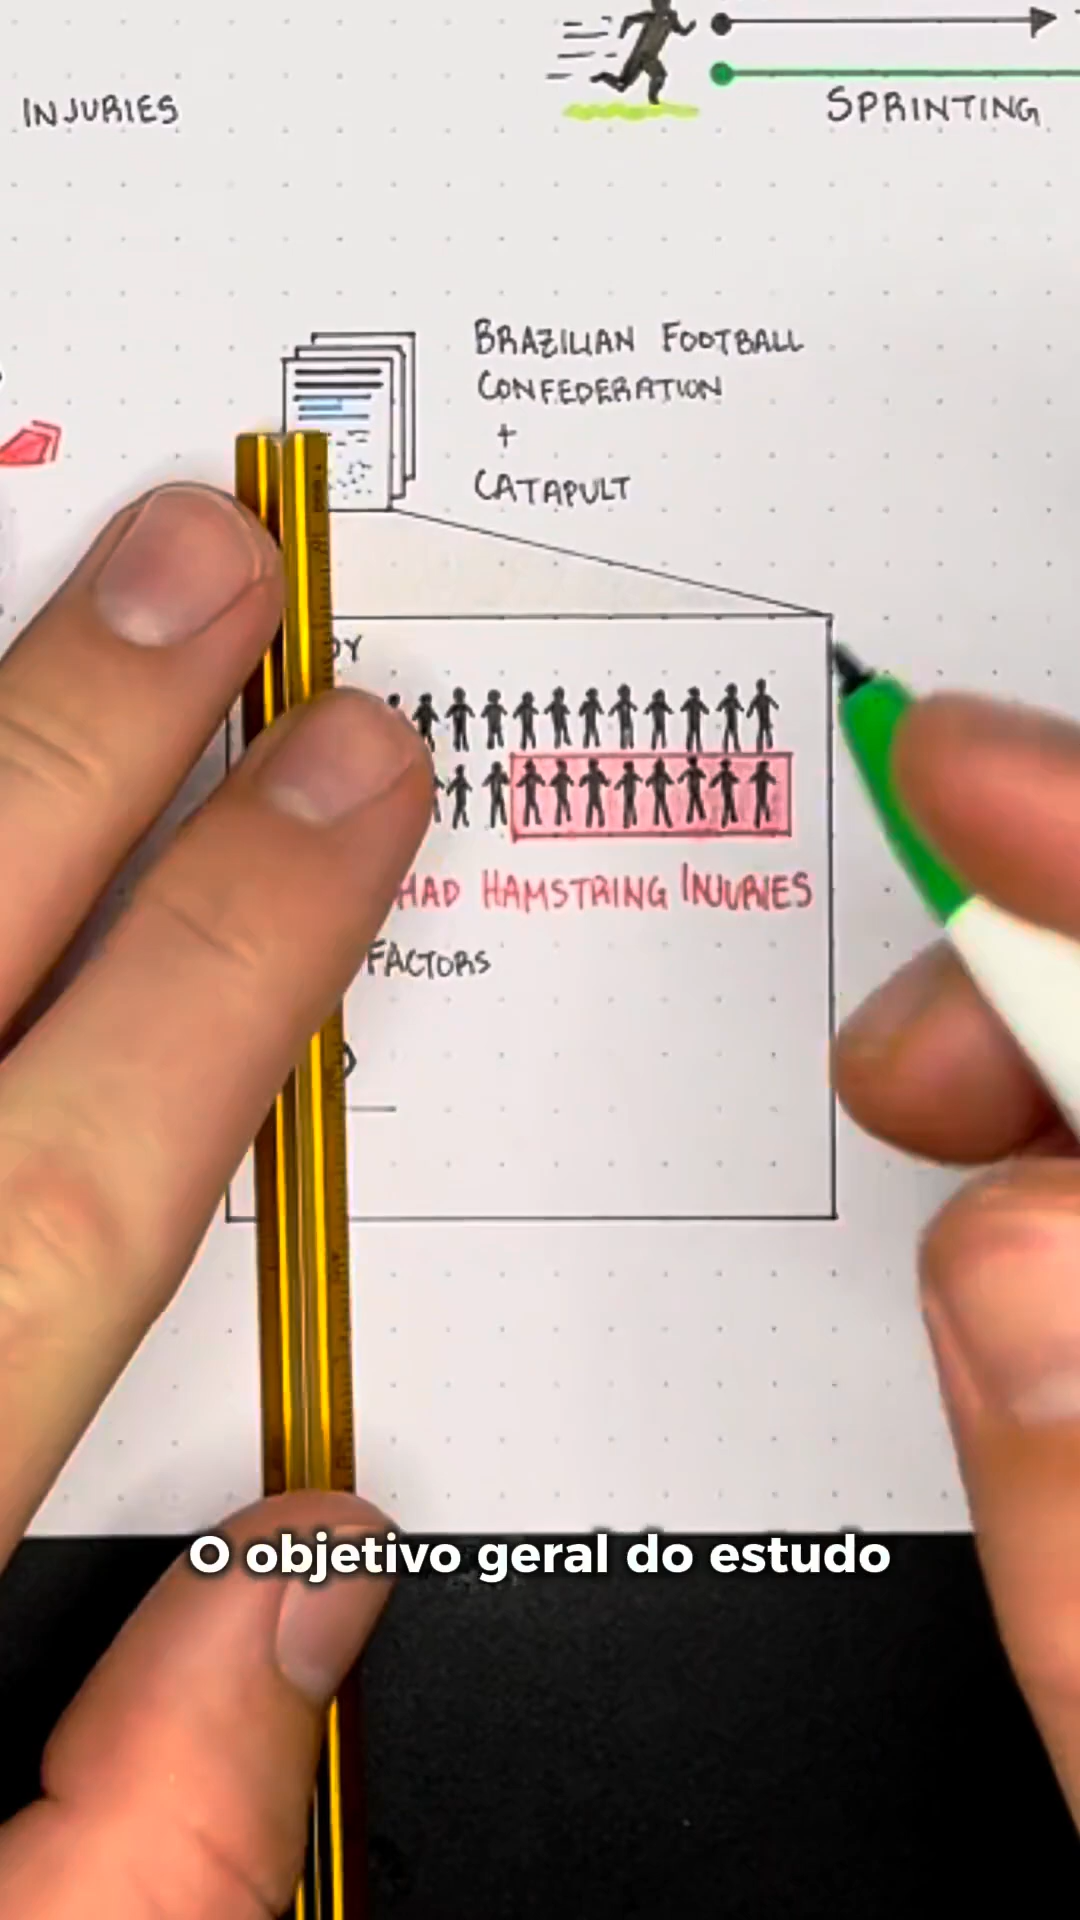 INJURIES
SPRINTING
BRAZILIAN FOOTBALL
CONFEDERATION
+
CATAPULT
HAD HAMSTRING INJURIES
FACTORS
O objetivo geral do estudo